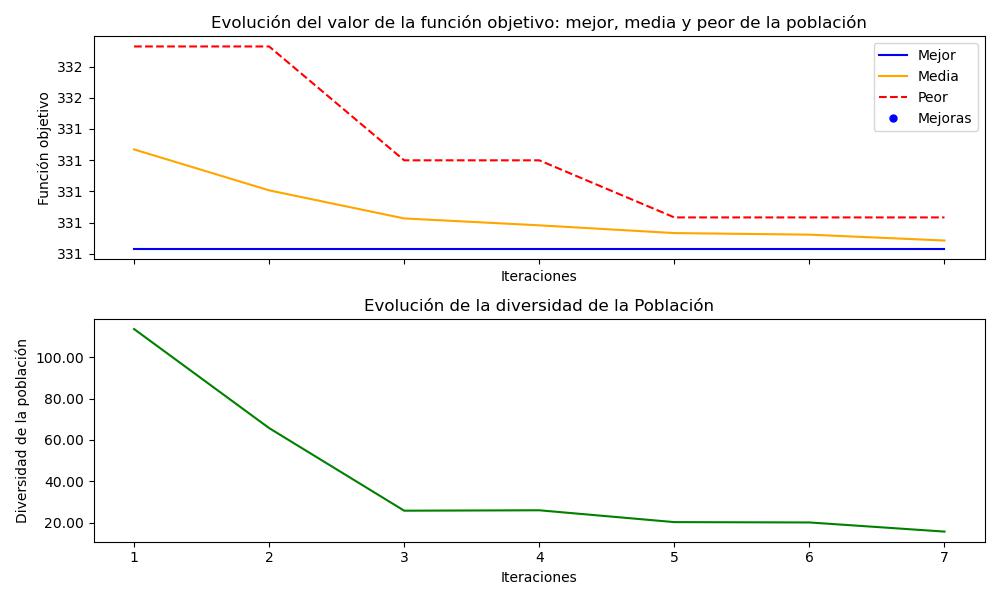 Evolución del valor de la función objetivo: mejor, media y peor de la población
332
332
331
331
331
331
331
Función objetivo
Mejor
Media
Peor
Mejoras
Iteraciones
Evolución de la diversidad de la Población
100.00
80.00
60.00
40.00
20.00
Diversidad de la población
1 2 3 4 5 6 7
Iteraciones